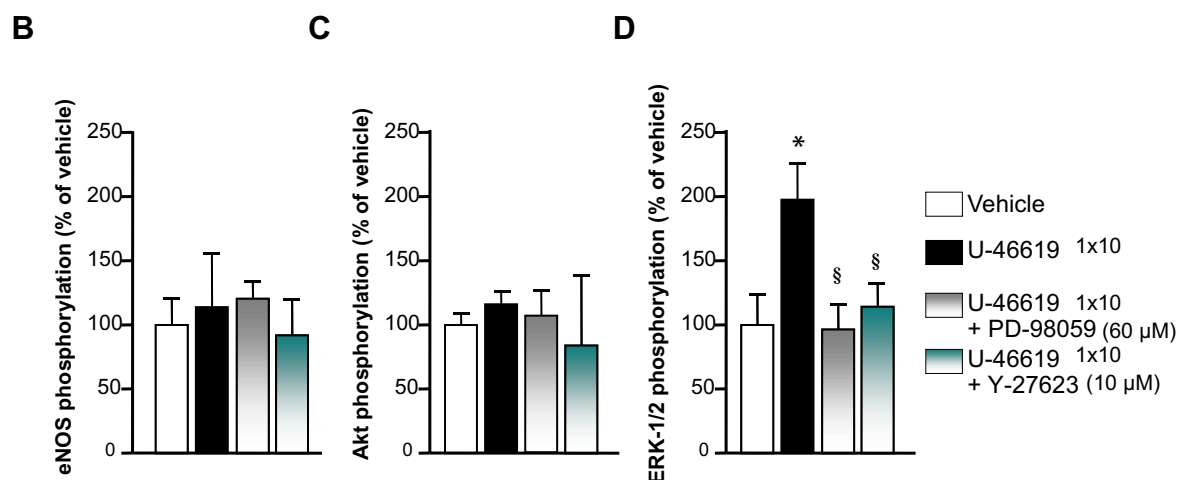 B
C
D
eNOS phosphorylation (% of vehicle)
250
200
150
100
50
0
Akt phosphorylation (% of vehicle)
250
200
150
100
50
0
ERK-1/2 phosphorylation (% of vehicle)
250
200
150
100
50
0
*
§
§
Vehicle
U-46619 1x10
U-46619 1x10
+ PD-98059 (60 µM)
U-46619 1x10
+ Y-27623 (10 µM)